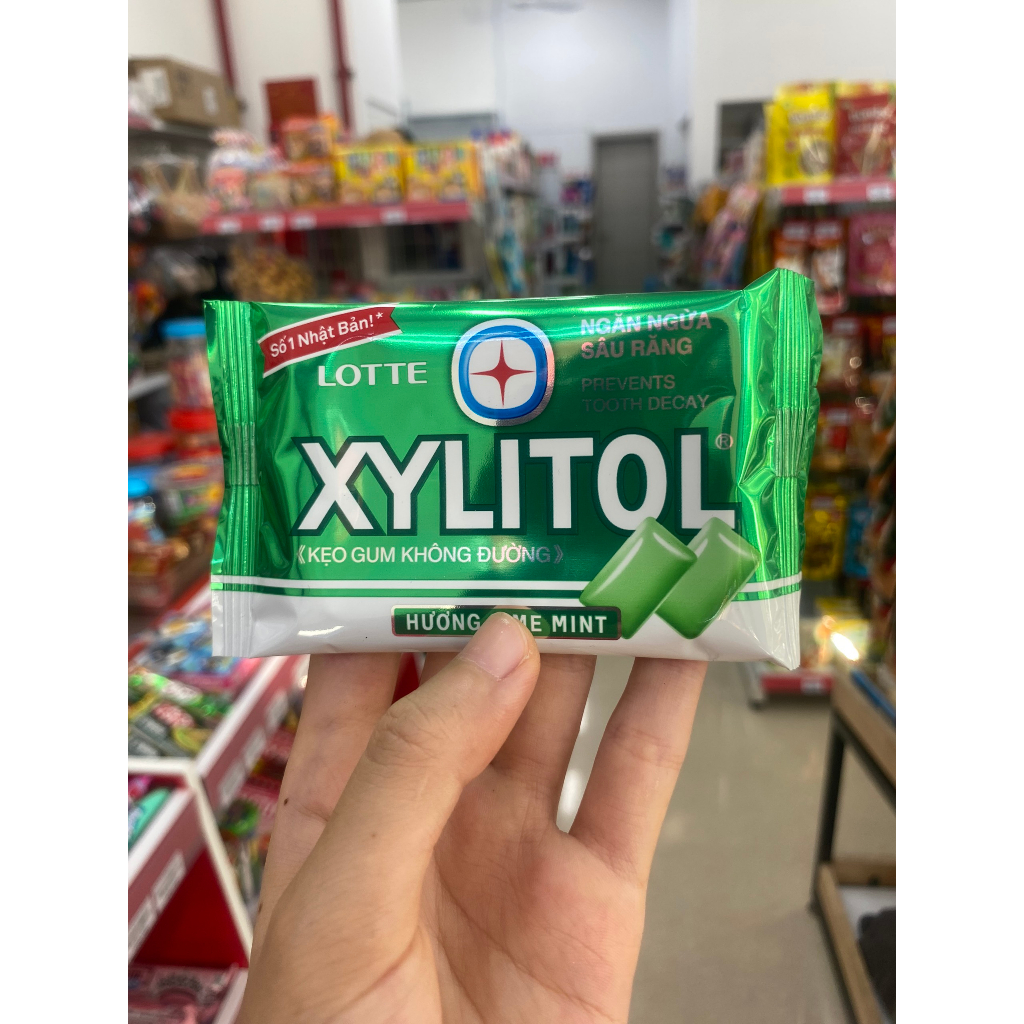 Số 1 Nhật Bản!*
LOTTE
NGĂN NGỪA
SÂU RĂNG
PREVENTS
TOOTH DECAY
XYLITOL®
《KẸO GUM KHÔNG ĐƯỜNG》
HƯƠNG MINT